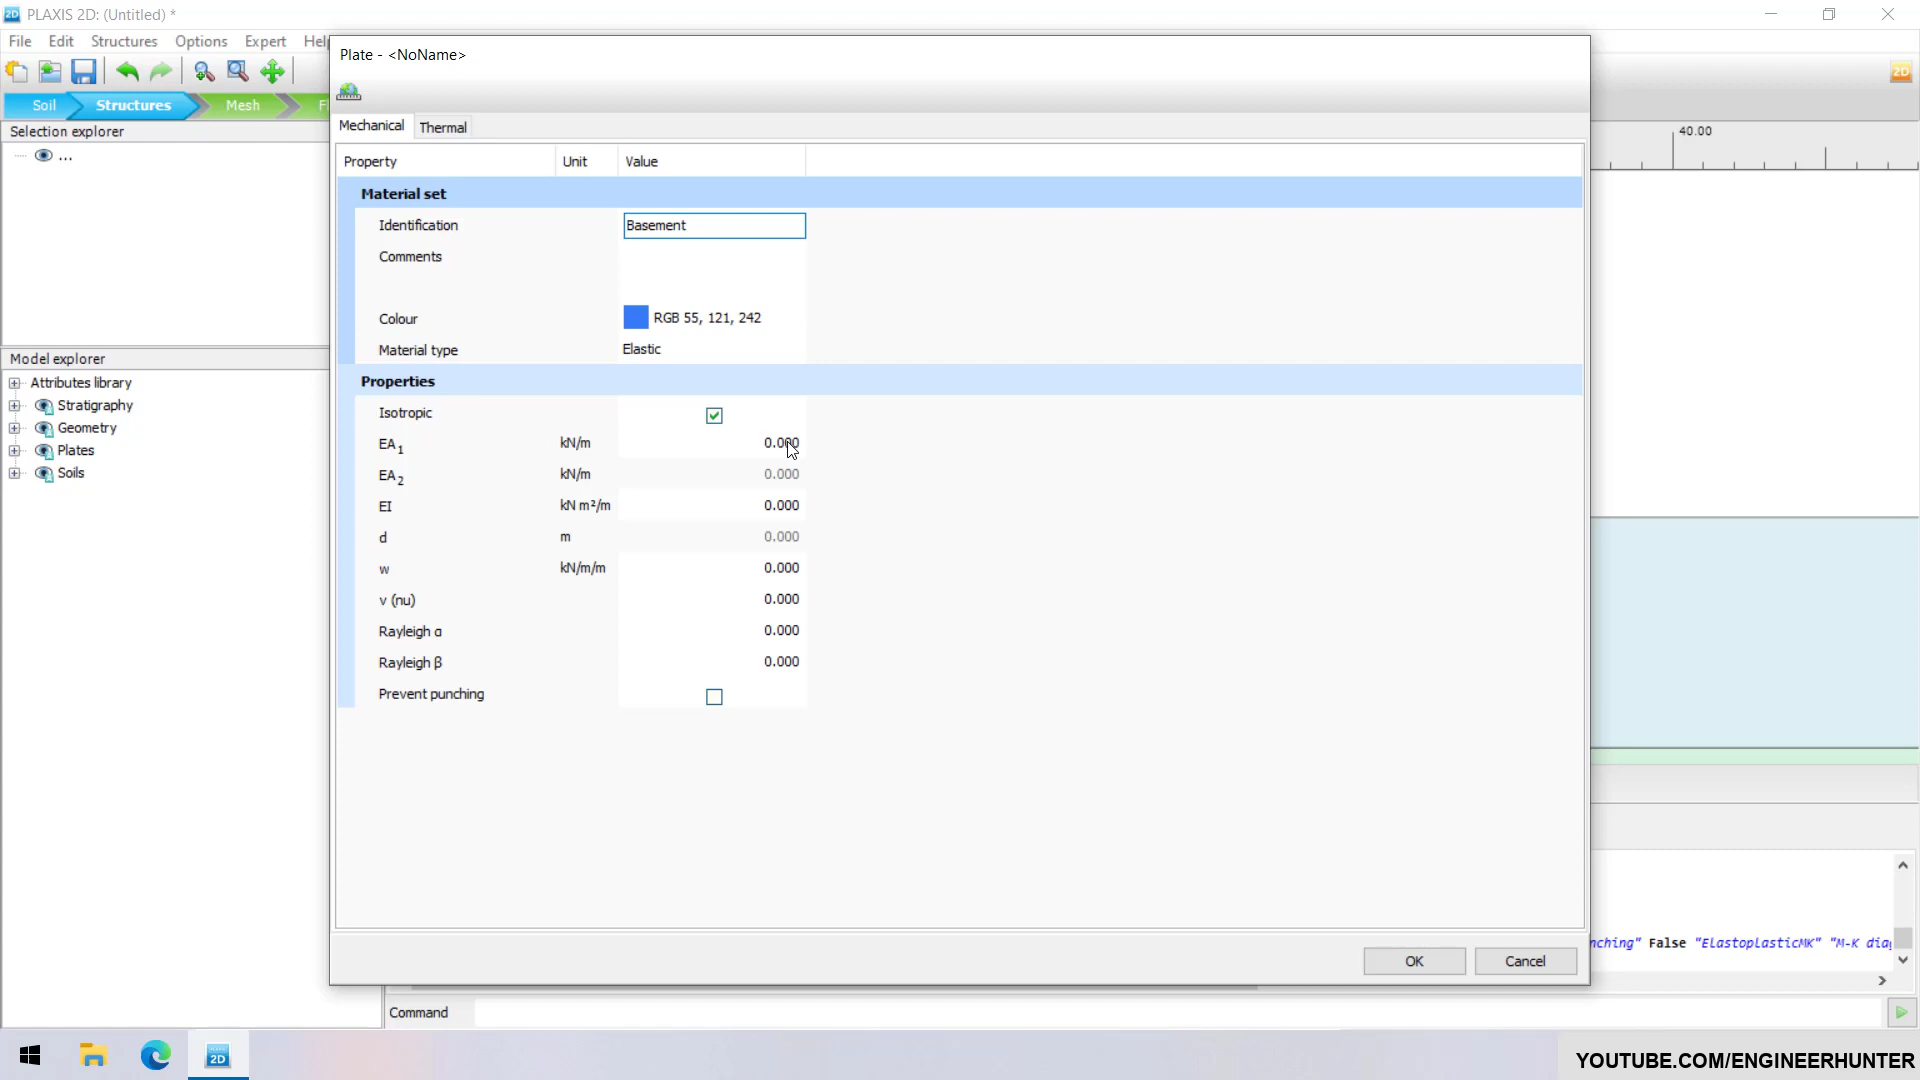 PLAXIS 2D: (Untitled) *
File Edit Structures Options Expert Help
Plate - <NoName>
2D
Soil Structures Mesh
Selection explorer
...
Mechanical Thermal
40.00
Property Unit Value
Material set
Identification Basement
Comments
Colour RGB 55, 121, 242
Material type Elastic
Properties
Isotropic
EA1 kN/m 0.000
EA2 kN/m 0.000
EI kN m²/m 0.000
d m 0.000
w kN/m/m 0.000
ν (nu) 0.000
Rayleigh α 0.000
Rayleigh β 0.000
Prevent punching
Model explorer
Attributes library
Stratigraphy
Geometry
Plates
Soils
nching" False "ElastoplasticMK" "M-K dia
OK Cancel
Command
2D
YOUTUBE.COM/ENGINEERHUNTER